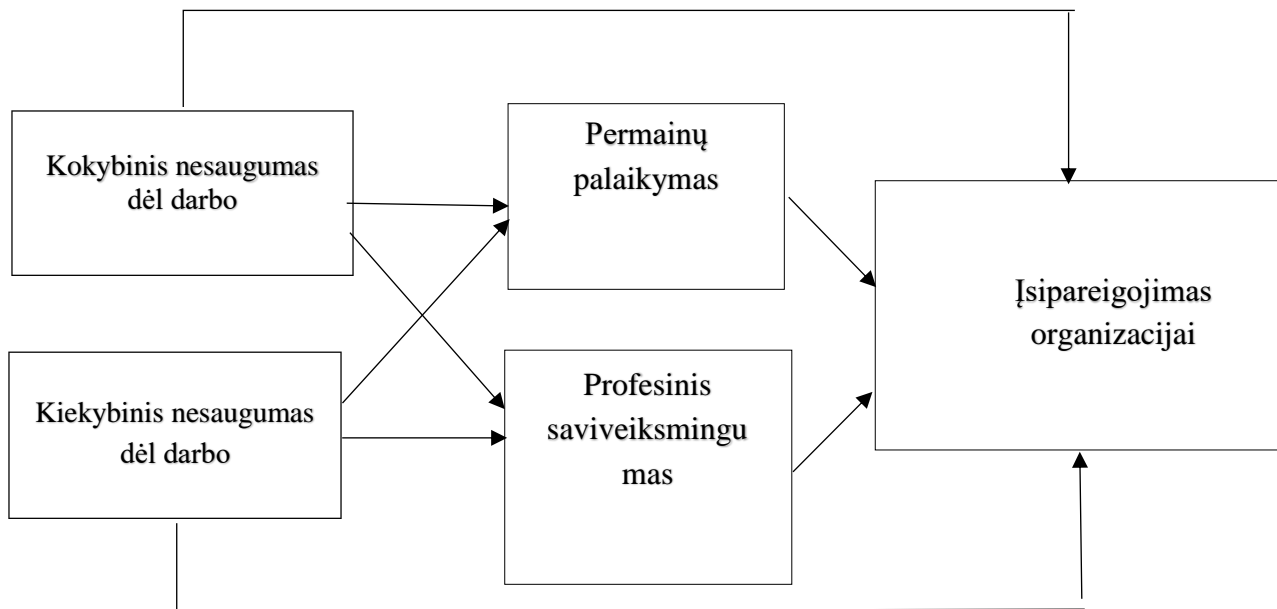 Kokybinis nesaugumas
dėl darbo
Permainų
palaikymas
Įsipareigojimas
organizacijai
Kiekybinis nesaugumas
dėl darbo
Profesinis
saviveiksmingu
mas